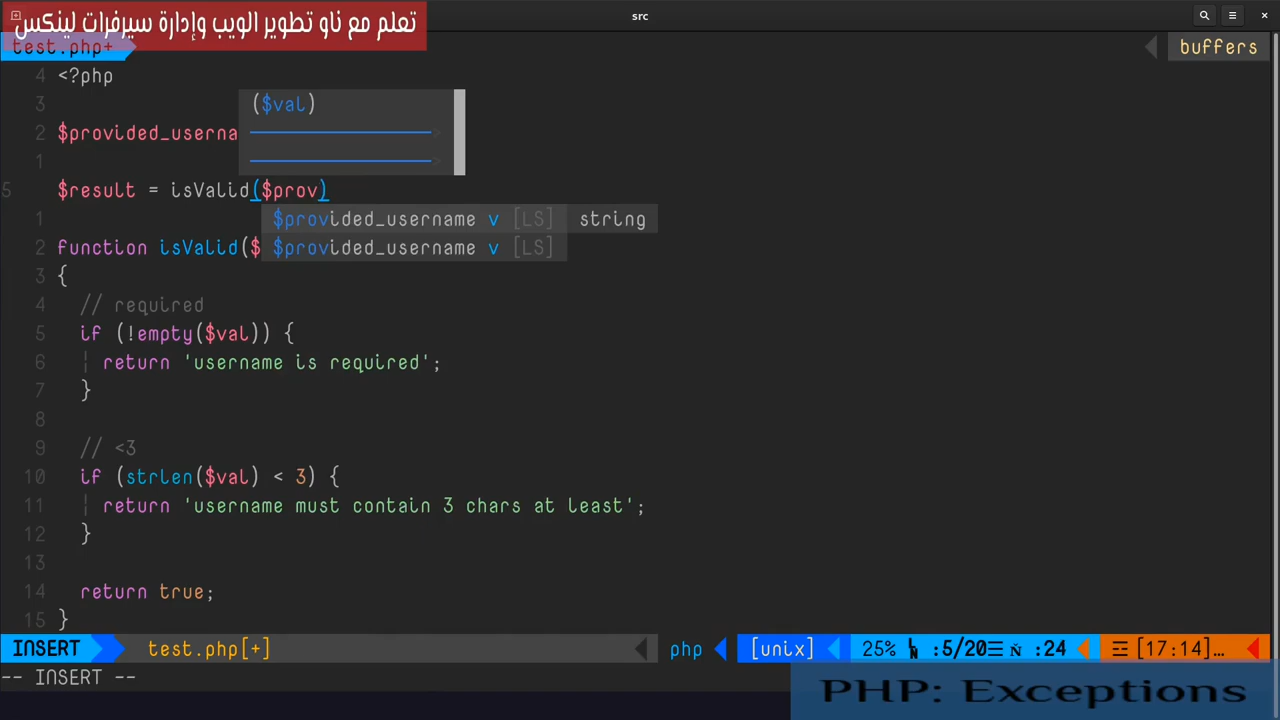 src
تعلم مع ناو تطوير الويب وإدارة سيرفرات لينكس
test.php+
buffers
4 <?php
3
($val)
2 $provided_userna
1
5 $result = isValid($prov)
1 $provided_username v [LS] string
2 function isValid($ $provided_username v [LS]
3 {
4 // required
5 if (!empty($val)) {
6 return 'username is required';
7 }
8
9 // <3
10 if (strlen($val) < 3) {
11 return 'username must contain 3 chars at least';
12 }
13
14 return true;
15 }
INSERT test.php[+] php [unix] 25% :5/20☰ :24 ☲ [17:14]…
-- INSERT --
PHP: Exceptions